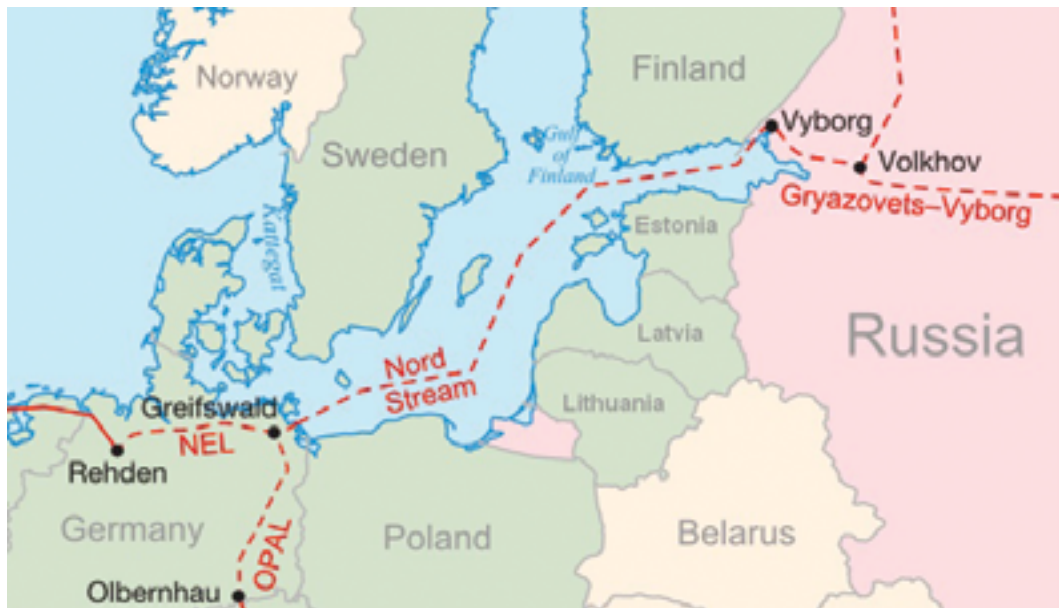 Norway
Finland
Sweden
Gulf
of
Finland
Vyborg
Volkhov
Gryazovets–Vyborg
Kattegat
Estonia
Latvia
Russia
Nord
Stream
Lithuania
Greifswald
NEL
Rehden
Germany
OPAL
Poland
Belarus
Olbernhau